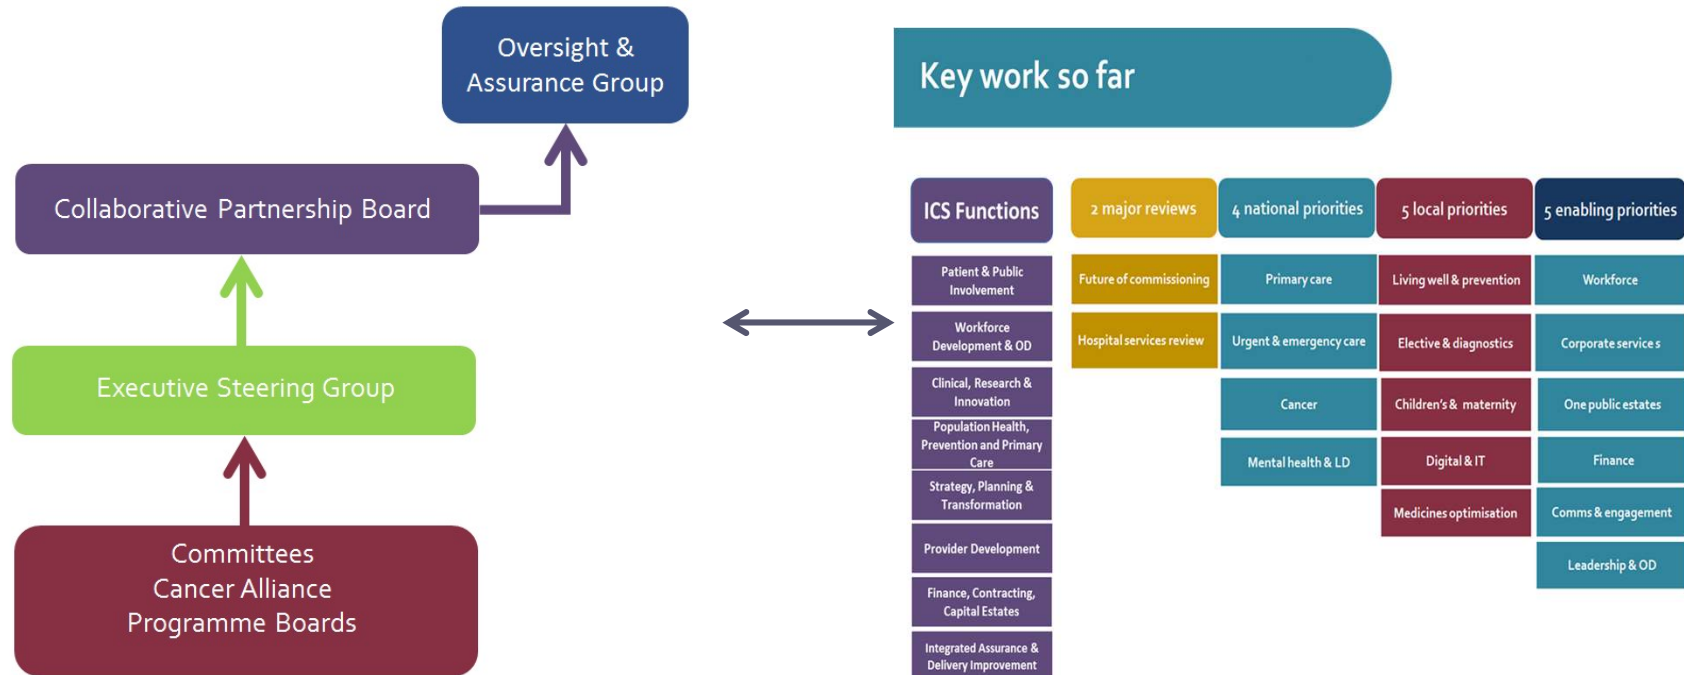 Oversight &
Assurance Group
Collaborative Partnership Board
Executive Steering Group
Committees
Cancer Alliance
Programme Boards
Key work so far
ICS Functions
Patient & Public
Involvement
Workforce
Development & OD
Clinical, Research &
Innovation
Population Health,
Prevention and Primary
Care
Strategy, Planning &
Transformation
Provider Development
Finance, Contracting,
Capital Estates
Integrated Assurance &
Delivery Improvement
2 major reviews
Future of commissioning
Hospital services review
4 national priorities
Primary care
Urgent & emergency care
Cancer
Mental health & LD
5 local priorities
Living well & prevention
Elective & diagnostics
Children's & maternity
Digital & IT
Medicines optimisation
5 enabling priorities
Workforce
Corporate services
One public estates
Finance
Comms & engagement
Leadership & OD